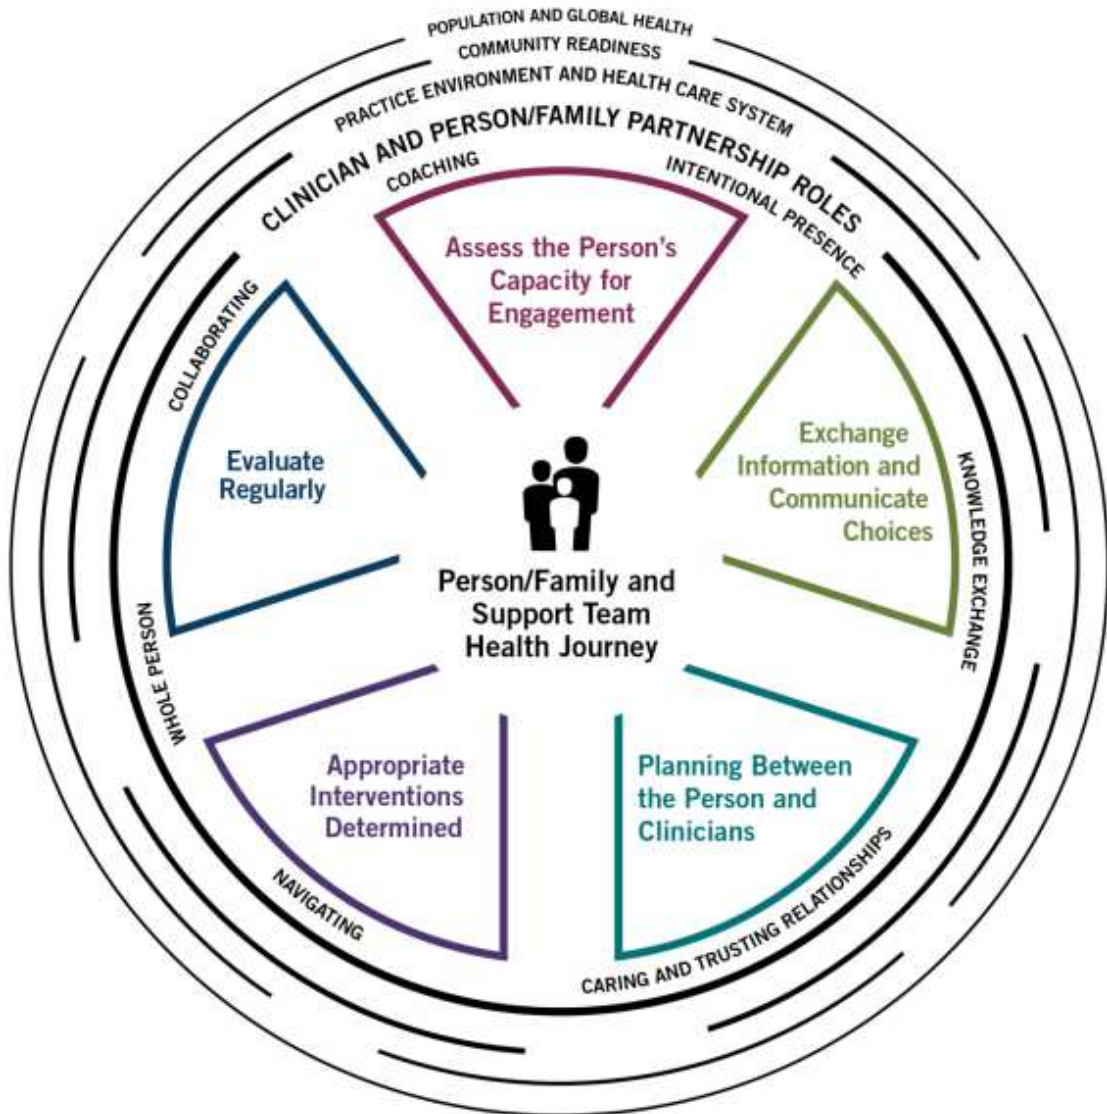 POPULATION AND GLOBAL HEALTH
COMMUNITY READINESS
PRACTICE ENVIRONMENT AND HEALTH CARE SYSTEM
CLINICIAN AND PERSON/FAMILY PARTNERSHIP ROLES
COACHING
INTENTIONAL PRESENCE
Assess the Person's
Capacity for
Engagement
COLLABORATING
Evaluate
Regularly
Exchange
Information and
Communicate
Choices
KNOWLEDGE EXCHANGE
Person/Family and
Support Team
Health Journey
WHOLE PERSON
Appropriate
Interventions
Determined
Planning Between
the Person and
Clinicians
NAVIGATING
CARING AND TRUSTING RELATIONSHIPS